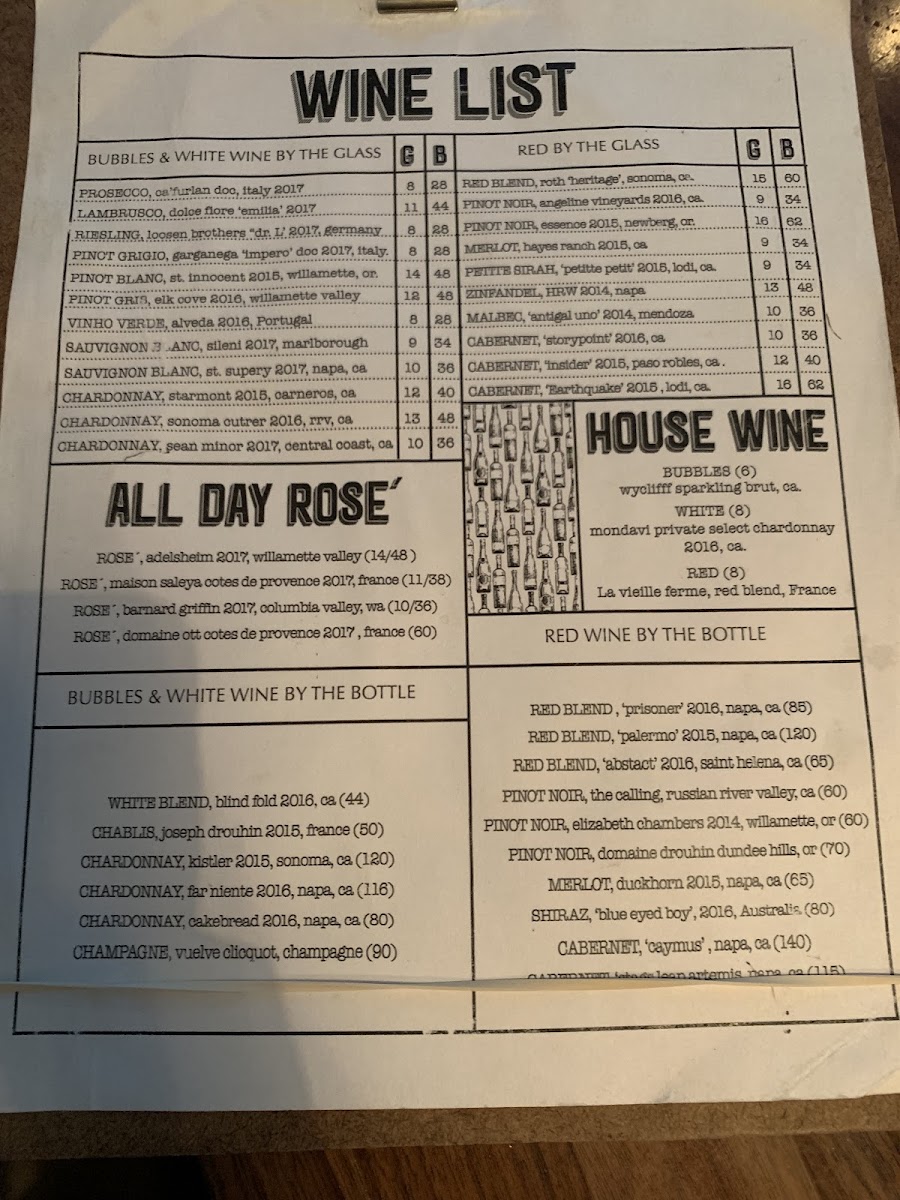 WINE LIST
BUBBLES & WHITE WINE BY THE GLASS G B
PROSECCO, ca'furlan doc, italy 2017 8 28
LAMBRUSCO, dolce flore 'emilia' 2017 11 44
RIESLING, loosen brothers "dr. L' 2017, germany 8 28
PINOT GRIGIO, garganega 'impero' doc 2017, italy. 8 28
PINOT BLANC, st. innocent 2015, willamette, or. 14 48
PINOT GRIS, elk cove 2016, willamette valley 12 48
VINHO VERDE, alveda 2016, Portugal 8 28
SAUVIGNON BLANC, sileni 2017, marlborough 9 34
SAUVIGNON BLANC, st. supery 2017, napa, ca 10 36
CHARDONNAY, starmont 2015, carneros, ca 12 40
CHARDONNAY, sonoma cutrer 2016, rrv, ca 13 48
CHARDONNAY, sean minor 2017, central coast, ca 10 36
RED BY THE GLASS G B
RED BLEND, roth 'heritage', sonoma, ca. 15 60
PINOT NOIR, angeline vineyards 2016, ca. 9 34
PINOT NOIR, essence 2015, newberg, or. 16 62
MERLOT, hayes ranch 2015, ca 9 34
PETITE SIRAH, 'petitte petit' 2015, lodi, ca. 9 34
ZINFANDEL, HRW 2014, napa 13 48
MALBEC, 'antigal uno' 2014, mendoza 10 36
CABERNET, 'storypoint' 2016, ca 10 36
CABERNET, 'insider' 2015, paso robles, ca . 12 40
CABERNET, 'Earthquake' 2015 , lodi, ca. 16 62
ALL DAY ROSE´
ROSE´, adelsheim 2017, willamette valley (14/48 )
ROSE´, maison saleya cotes de provence 2017, france (11/38)
ROSE´, barnard griffin 2017, columbia valley, wa (10/36)
ROSE´, domaine ott cotes de provence 2017 , france (60)
HOUSE WINE
BUBBLES (6)
wyclifff sparkling brut, ca.
WHITE (8)
mondavi private select chardonnay
2016, ca.
RED (8)
La vieille ferme, red blend, France
BUBBLES & WHITE WINE BY THE BOTTLE
WHITE BLEND, blind fold 2016, ca (44)
CHABLIS, joseph drouhin 2015, france (50)
CHARDONNAY, kistler 2015, sonoma, ca (120)
CHARDONNAY, far niente 2016, napa, ca (116)
CHARDONNAY, cakebread 2016, napa, ca (80)
CHAMPAGNE, vuelve clicquot, champagne (90)
RED WINE BY THE BOTTLE
RED BLEND , 'prisoner' 2016, napa, ca (85)
RED BLEND, 'palermo' 2015, napa, ca (120)
RED BLEND, 'abstact' 2016, saint helena, ca (65)
PINOT NOIR, the calling, russian river valley, ca (60)
PINOT NOIR, elizabeth chambers 2014, willamette, or (60)
PINOT NOIR, domaine drouhin dundee hills, or (70)
MERLOT, duckhorn 2015, napa, ca (65)
SHIRAZ, 'blue eyed boy', 2016, Australia (80)
CABERNET, 'caymus' , napa, ca (140)
CABERNET, 'stags leap artemis, napa, ca (115)